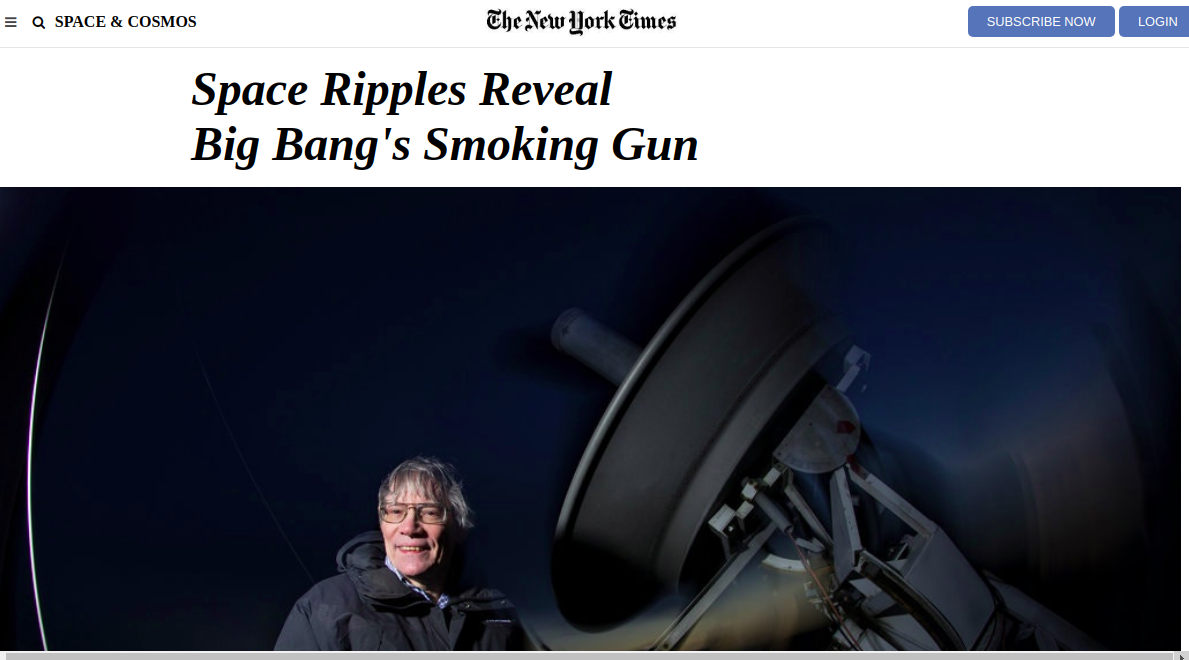 SPACE & COSMOS
The New York Times
SUBSCRIBE NOW
LOGIN
Space Ripples Reveal
Big Bang's Smoking Gun